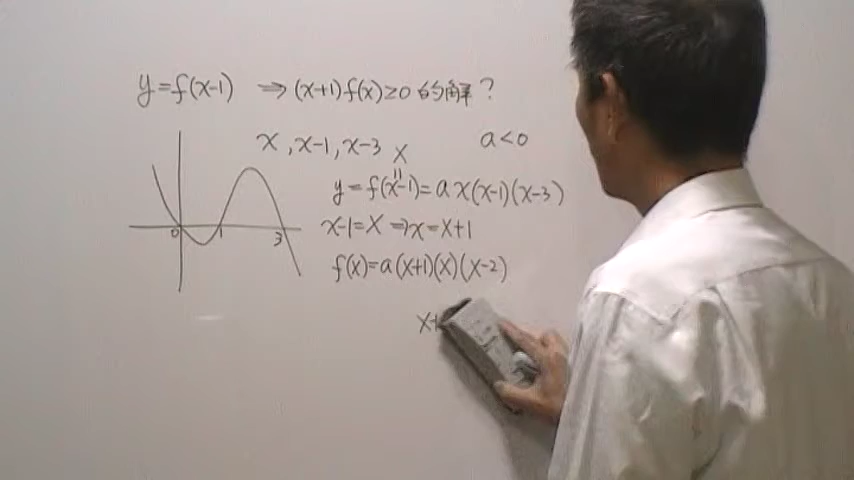 y=f(x-1) ⇒ (x+1)f(x)≥0 的解?
x, x-1, x-3
a<0
X
"
y=f(x-1)=ax(x-1)(x-3)
x-1=X ⇒ x=X+1
f(X)=a(X+1)(X)(X-2)
0 1 3
X+